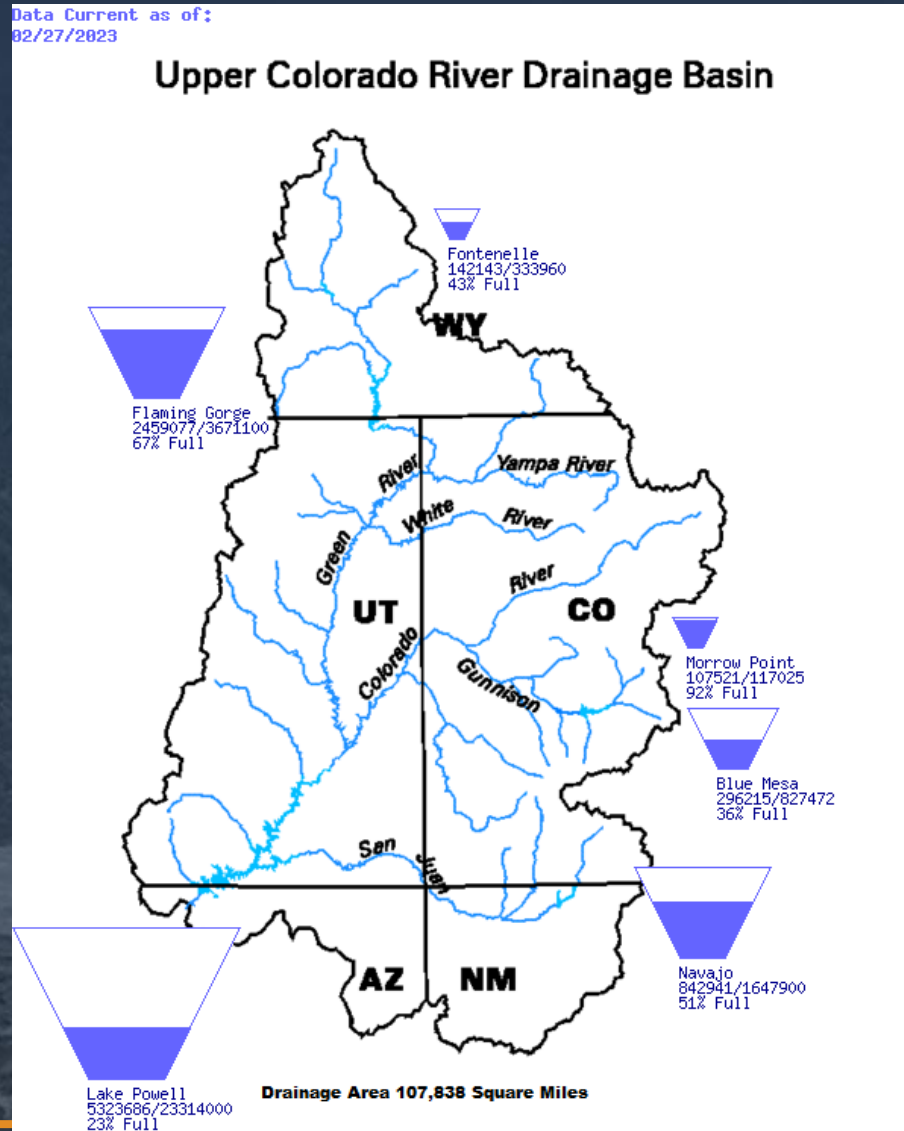 Data Current as of:
02/27/2023
Upper Colorado River Drainage Basin
Fontenelle
142143/333960
43% Full
WY
Flaming Gorge
2459077/3671100
67% Full
Yampa River
River
White
River
Green
River
UT
CO
Colorado
Gunnison
Morrow Point
107521/117025
92% Full
Blue Mesa
296215/827472
36% Full
San
Juan
AZ
NM
Navajo
842941/1647900
51% Full
Lake Powell
5323686/23314000
23% Full
Drainage Area 107,838 Square Miles